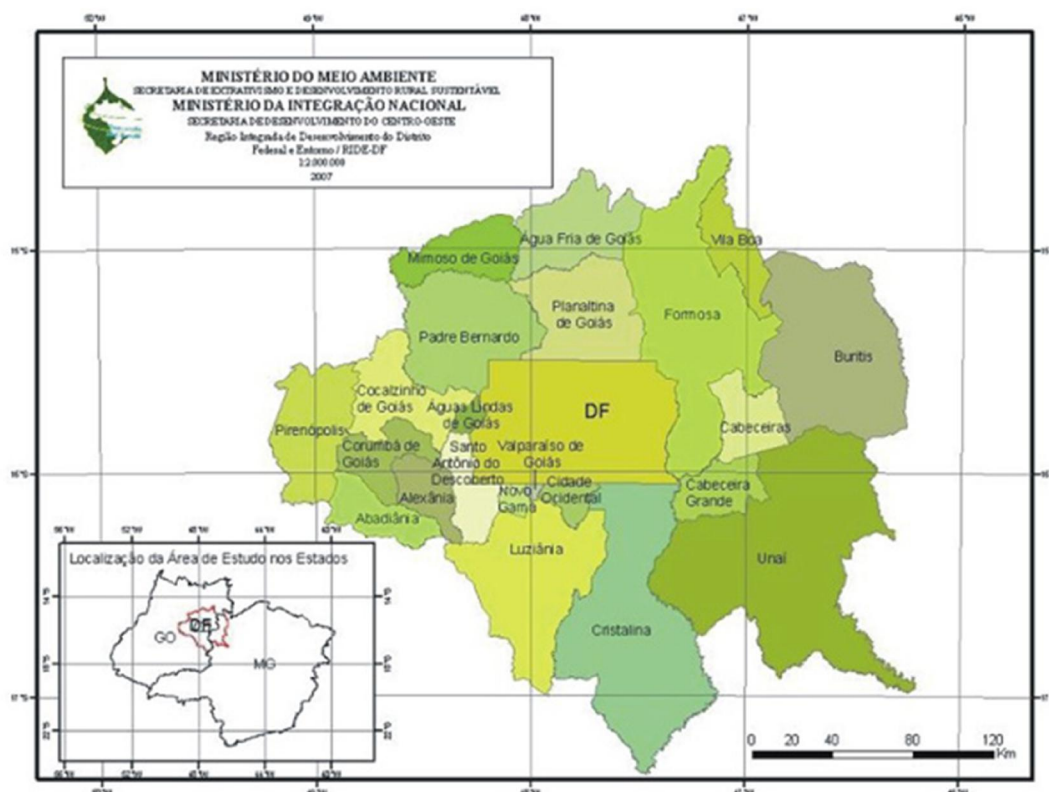 MINISTÉRIO DO MEIO AMBIENTE
SECRETARIA DE EXTRATIVISMO E DESENVOLVIMENTO RURAL SUSTENTÁVEL
MINISTÉRIO DA INTEGRAÇÃO NACIONAL
SECRETARIA DE DESENVOLVIMENTO DO CENTRO-OESTE
Região Integrada de Desenvolvimento do Distrito
Federal e Entorno / RIDE-DF
1:2.000.000
2007
Água Fria de Goiás
Vila Boa
Mimoso de Goiás
Planaltina
de Goiás
Formosa
Padre Bernardo
Buritis
Cocalzinho
de Goiás
Águas Lindas
de Goiás
DF
Pirenópolis
Cabeceiras
Corumbá de
Goiás
Santo
Antônio do
Descoberto
Valparaíso de
Goiás
Alexânia
Novo
Gama
Cidade
Ocidental
Cabeceira
Grande
Abadiânia
Luziânia
Unaí
Cristalina
Localização da Área de Estudo nos Estados
DF
GO
MG
0 20 40 80 120
Km